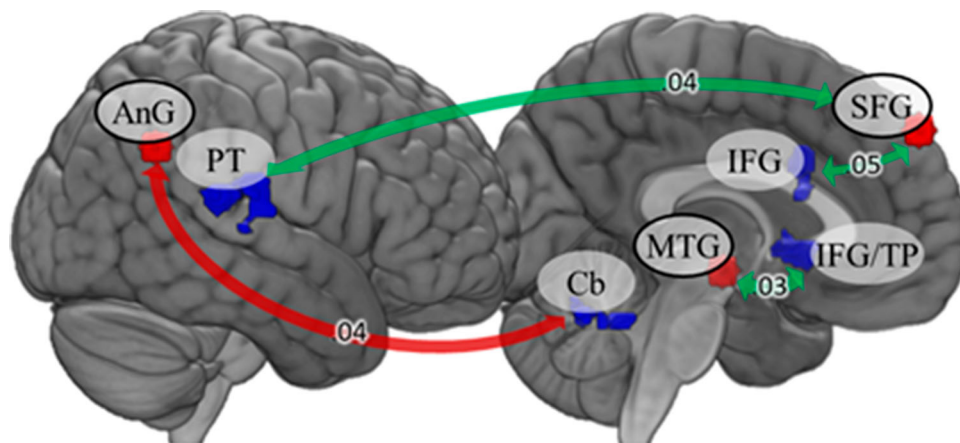 AnG
PT
.04
SFG
IFG
05
MTG
IFG/TP
03
Cb
04